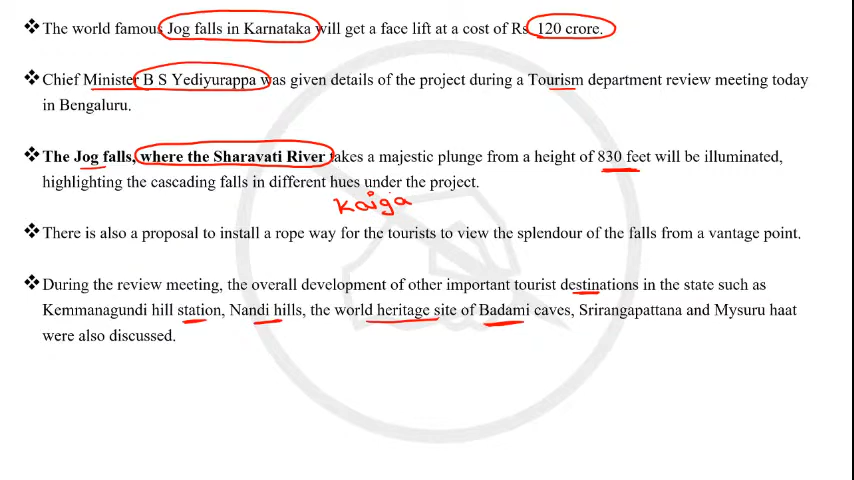 ❖ The world famous Jog falls in Karnataka will get a face lift at a cost of Rs. 120 crore.
❖ Chief Minister B S Yediyurappa was given details of the project during a Tourism department review meeting today
in Bengaluru.
❖ The Jog falls, where the Sharavati River takes a majestic plunge from a height of 830 feet will be illuminated,
highlighting the cascading falls in different hues under the project.
Kaiga
❖ There is also a proposal to install a rope way for the tourists to view the splendour of the falls from a vantage point.
❖ During the review meeting, the overall development of other important tourist destinations in the state such as
Kemmanagundi hill station, Nandi hills, the world heritage site of Badami caves, Srirangapattana and Mysuru haat
were also discussed.